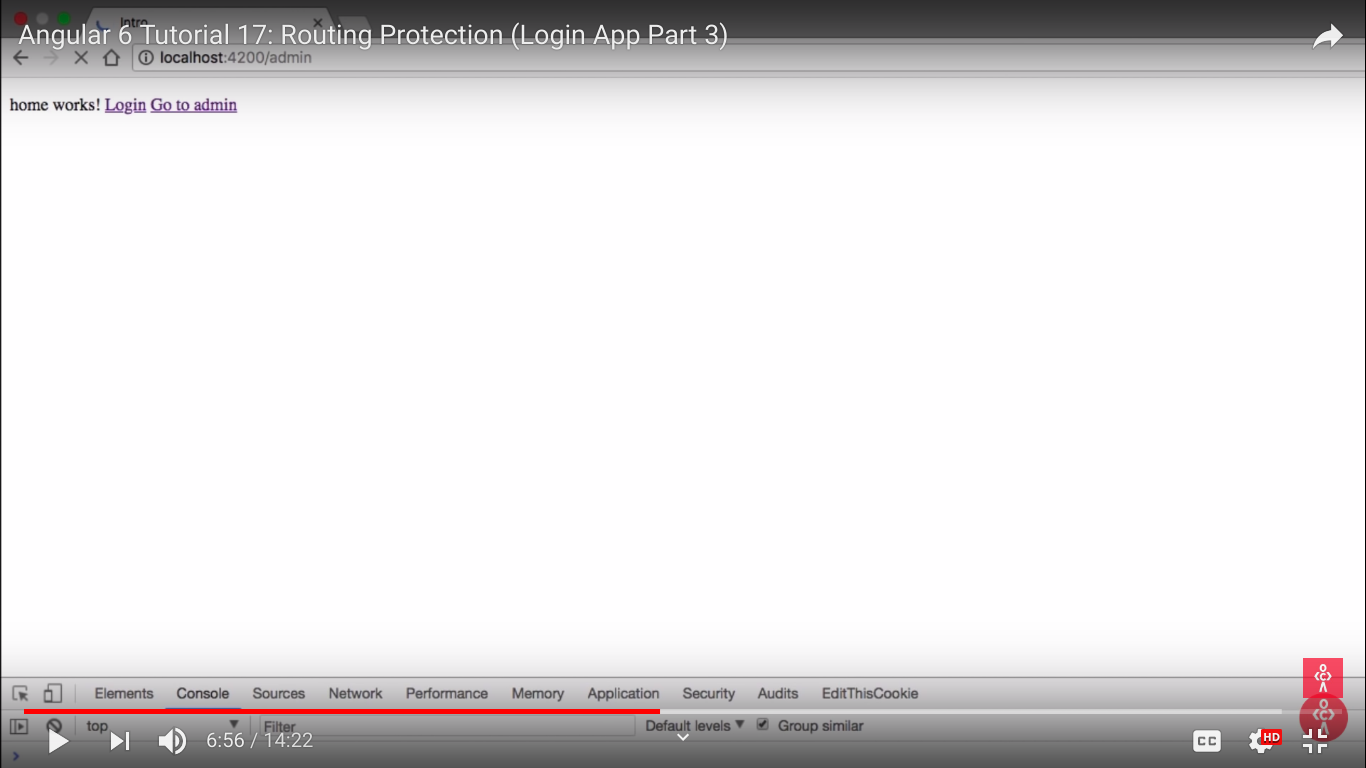 Intro
Angular 6 Tutorial 17: Routing Protection (Login App Part 3)
localhost:4200/admin
home works! Login Go to admin
Elements Console Sources Network Performance Memory Application Security Audits EditThisCookie
top Filter Default levels Group similar
6:56 / 14:22 CC HD